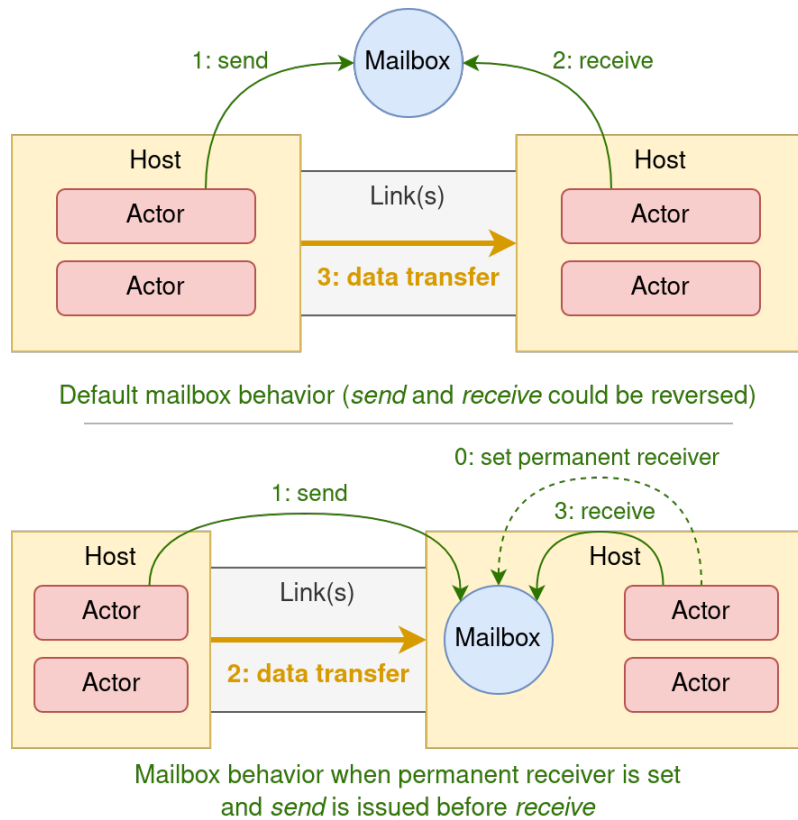 Mailbox
1: send
2: receive
Host
Host
Actor
Link(s)
Actor
Actor
3: data transfer
Actor
Default mailbox behavior (send and receive could be reversed)
0: set permanent receiver
1: send
3: receive
Host
Host
Link(s)
Actor
Mailbox
Actor
Actor
2: data transfer
Actor
Mailbox behavior when permanent receiver is set
and send is issued before receive